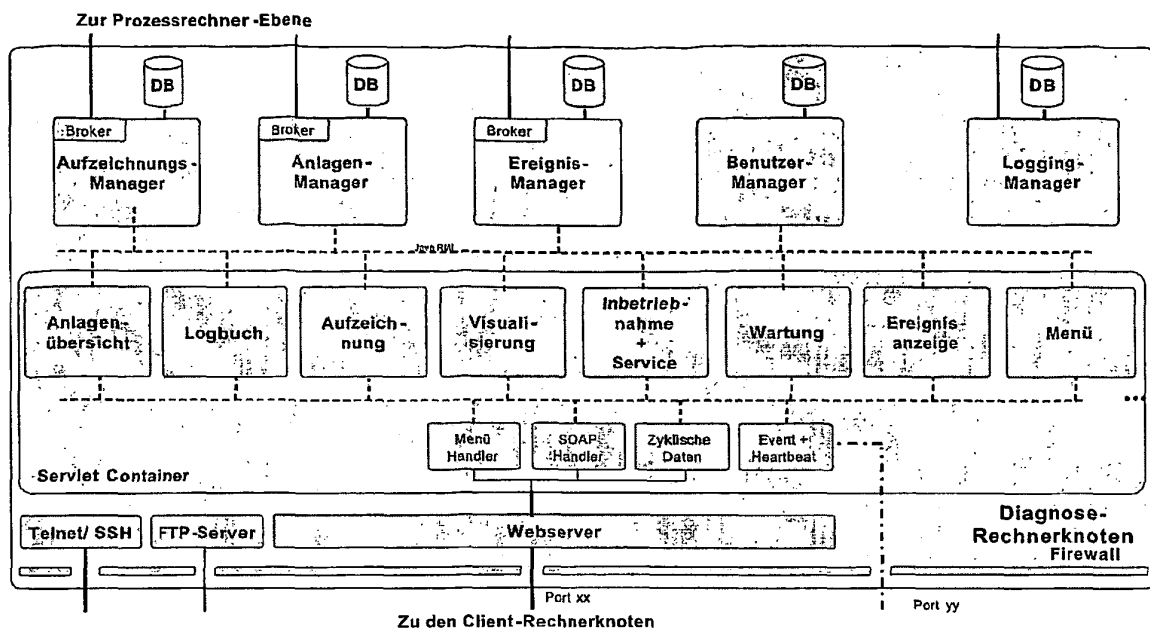 Zur Prozessrechner-Ebene
DB
DB
DB
DB
DB
Broker
Broker
Broker
Aufzeichnungs-
Manager
Anlagen-
Manager
Ereignis-
Manager
Benutzer-
Manager
Logging-
Manager
Java RMI
Anlagen-
übersicht
Logbuch
Aufzeich-
nung
Visuali-
sierung
Inbetrieb-
nahme
+
Service
Wartung
Ereignis-
anzeige
Menü
...
Menü
Handler
SOAP
Handler
Zyklische
Daten
Event +
Heartbeat
Servlet Container
Telnet/ SSH
FTP-Server
Webserver
Diagnose-
Rechnerknoten
Firewall
Port xx
Port yy
Zu den Client-Rechnerknoten